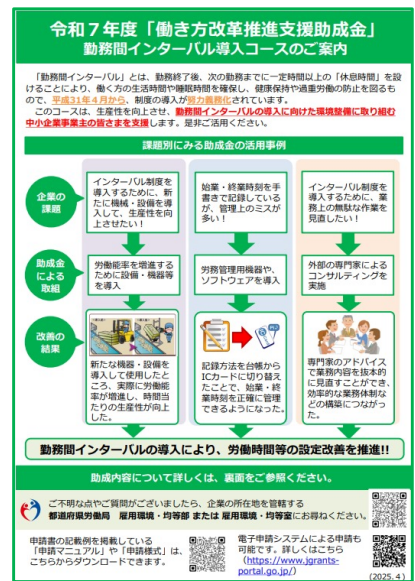 令和７年度「働き方改革推進支援助成金」
勤務間インターバル導入コースのご案内
「勤務間インターバル」とは、勤務終了後、次の勤務までに一定時間以上の「休息時間」を設
けることにより、働く方の生活時間や睡眠時間を確保し、健康保持や過重労働の防止を図るも
ので、平成31年４月から、制度の導入が努力義務化されています。
このコースは、生産性を向上させ、勤務間インターバルの導入に向けた環境整備に取り組む
中小企業事業主の皆さまを支援します。是非ご活用ください。
課題別にみる助成金の活用事例
企業の
課題
インターバル制度を
導入するために、新
たに機械・設備を導
入して、生産性を向
上させたい！
始業・終業時刻を手
書きで記録している
が、管理上のミスが
多い！
インターバル制度を
導入するために、業
務上の無駄な作業を
見直したい！
助成金
による
取組
労働能率を増進する
ために設備・機器等
を導入
労務管理用機器や、
ソフトウェアを導入
外部の専門家による
コンサルティングを
実施
改善の
結果
新たな機器・設備を
導入して使用したと
ころ、実際に労働能
率が増進し、時間当
たりの生産性が向上
した。
記録方法を台帳から
ICカードに切り替え
たことで、始業・終
業時刻を正確に管理
できるようになった。
専門家のアドバイス
で業務内容を抜本的
に見直すことができ、
効率的な業務体制な
どの構築につながっ
た。
勤務間インターバルの導入により、労働時間等の設定改善を推進!!
助成内容について詳しくは、裏面をご参照ください。
ご不明な点やご質問がございましたら、企業の所在地を管轄する
都道府県労働局 雇用環境・均等部 または 雇用環境・均等室にお尋ねください。
申請書の記載例を掲載している
「申請マニュアル」や「申請様式」は、
こちらからダウンロードできます。
電子申請システムによる申請も
可能です。詳しくはこちら
（https://www.jgrants-
portal.go.jp/）
（2025.４）